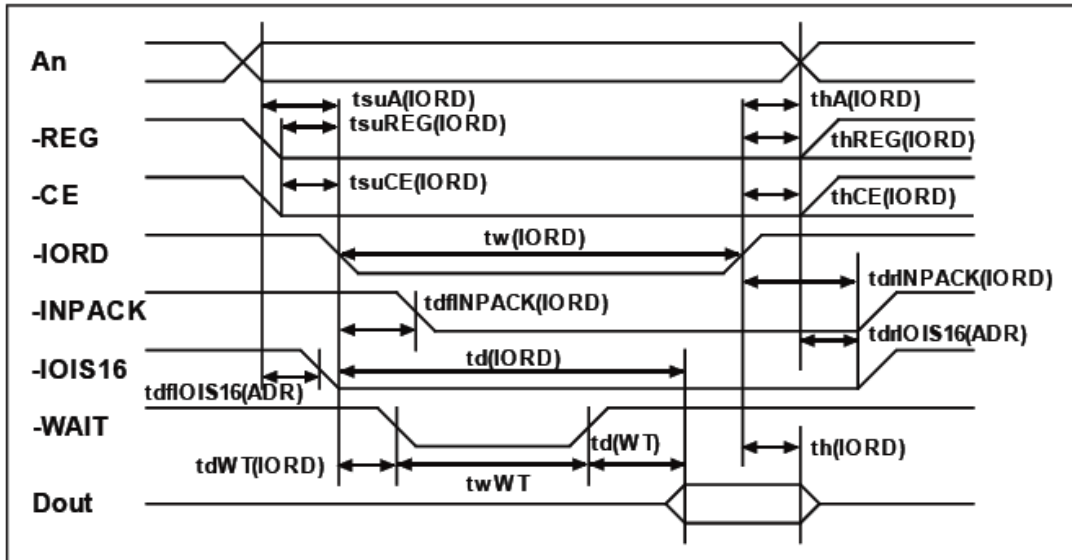 An
tsuA(IORD)
thA(IORD)
tsuREG(IORD)
-REG
thREG(IORD)
tsuCE(IORD)
-CE
thCE(IORD)
tw(IORD)
-IORD
tdrINPACK(IORD)
tdfINPACK(IORD)
-INPACK
tdrIOIS16(ADR)
td(IORD)
-IOIS16
tdfIOIS16(ADR)
-WAIT
td(WT)
th(IORD)
tdWT(IORD)
twWT
Dout